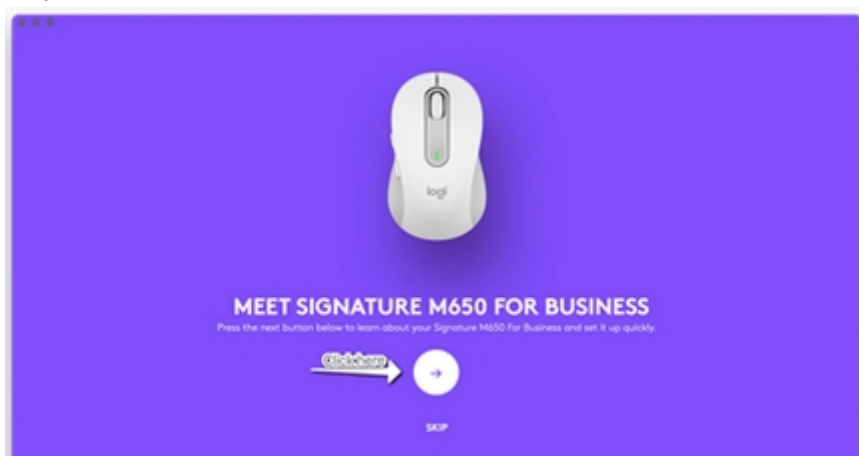 logi
MEET SIGNATURE M650 FOR BUSINESS
Press the next button below to learn about your Signature M650 For Business and set it up quickly.
Click here
SKIP